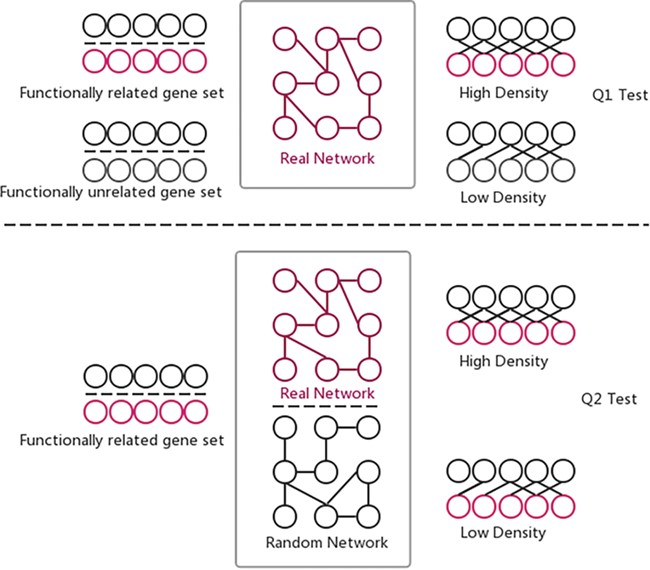 Functionally related gene set
Real Network
High Density
Q1 Test
Functionally unrelated gene set
Low Density
Real Network
High Density
Functionally related gene set
Q2 Test
Random Network
Low Density